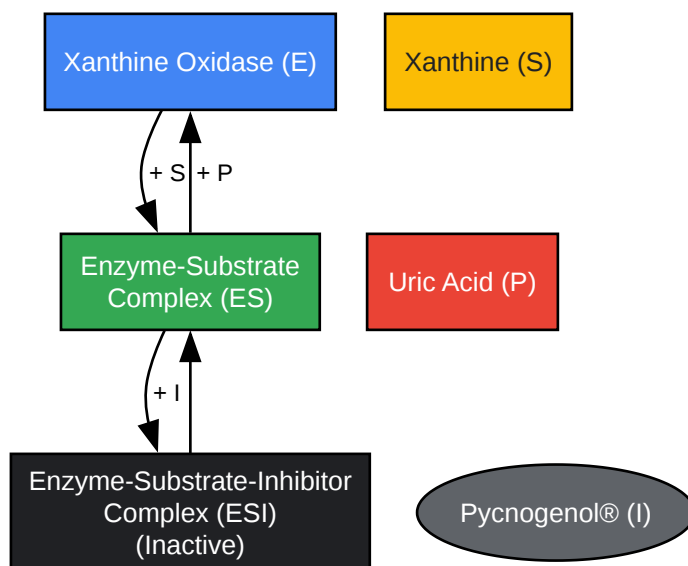 Xanthine Oxidase (E)
Xanthine (S)
+ S
+ P
Enzyme-Substrate
Complex (ES)
Uric Acid (P)
+ I
Enzyme-Substrate-Inhibitor
Complex (ESI)
(Inactive)
Pycnogenol® (I)